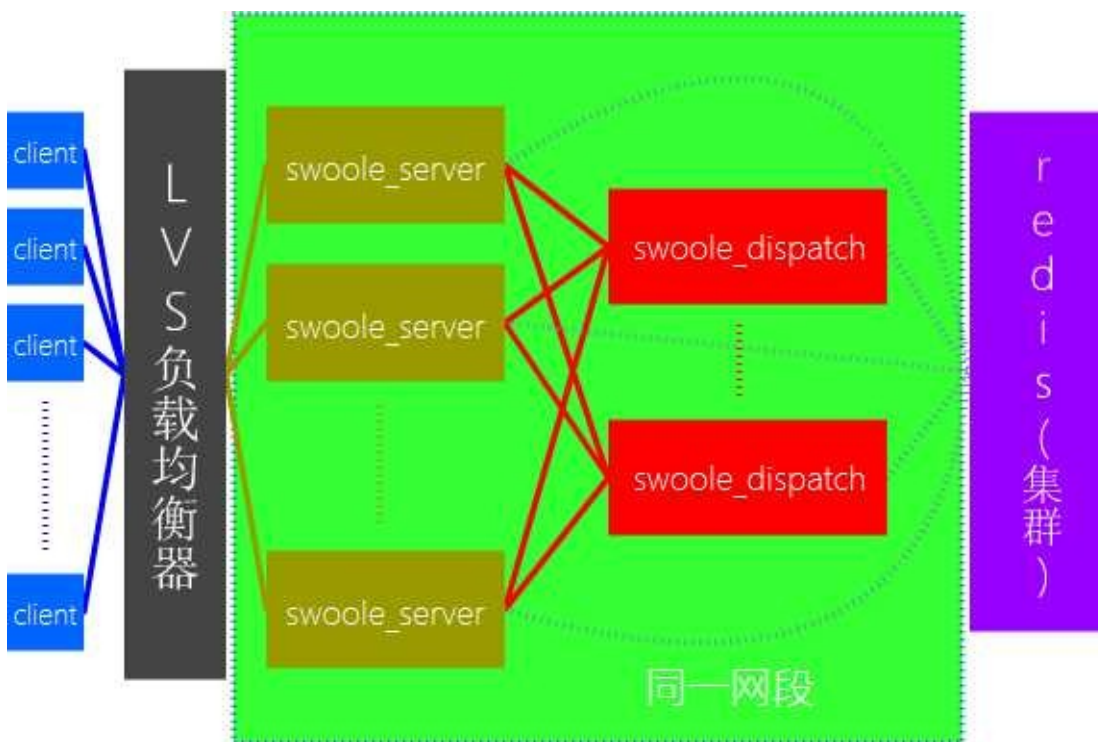 client
client
client
client
LVS负载均衡器
swoole_server
swoole_server
swoole_server
swoole_dispatch
swoole_dispatch
同一网段
redis(集群)